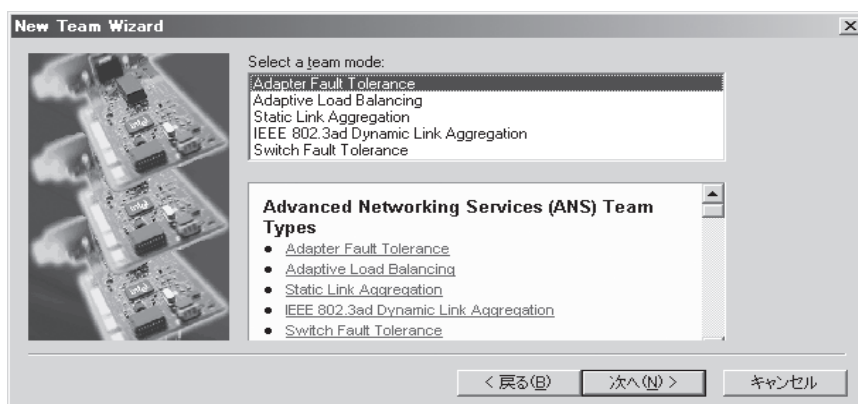 New Team Wizard
Select a team mode:
Adapter Fault Tolerance
Adaptive Load Balancing
Static Link Aggregation
IEEE 802.3ad Dynamic Link Aggregation
Switch Fault Tolerance
Advanced Networking Services (ANS) Team
Types
• Adapter Fault Tolerance
• Adaptive Load Balancing
• Static Link Aggregation
• IEEE 802.3ad Dynamic Link Aggregation
• Switch Fault Tolerance
intel
intel
intel
< 戻る(B)
次へ(N) >
キャンセル